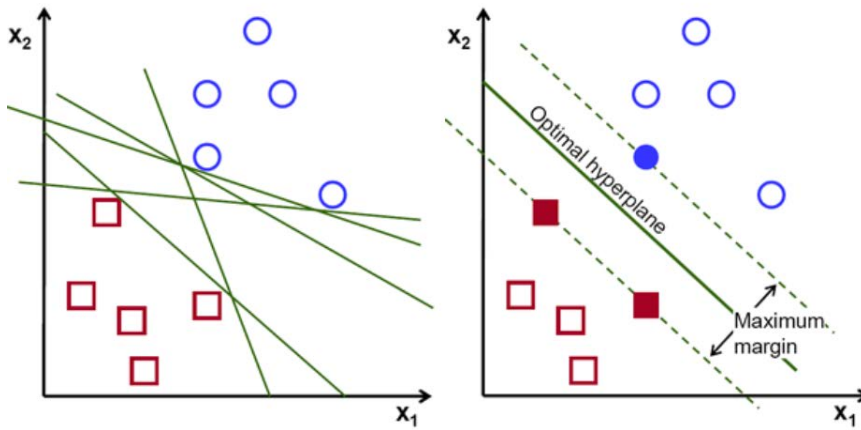 x₂
x₁
x₂
Optimal hyperplane
Maximum
margin
x₁